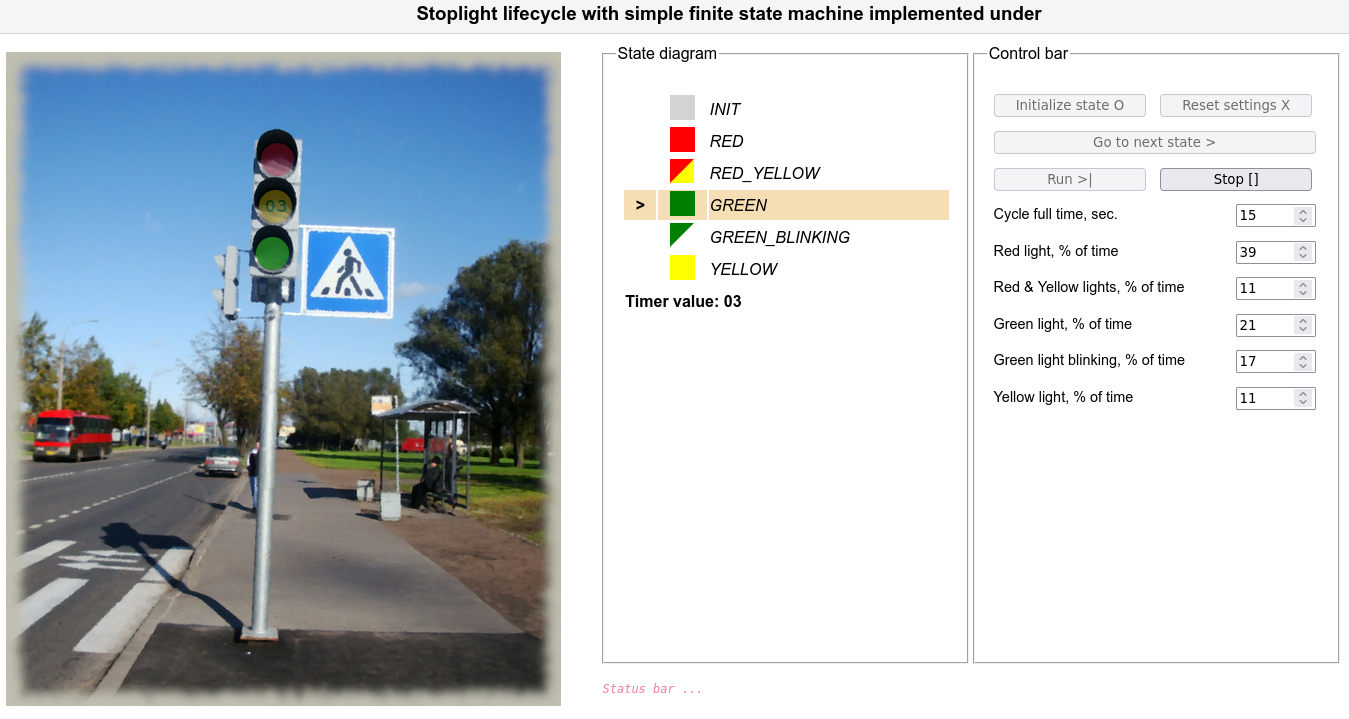 Stoplight lifecycle with simple finite state machine implemented under
03
State diagram
INIT
RED
RED_YELLOW
> GREEN
GREEN_BLINKING
YELLOW
Timer value: 03
Control bar
Initialize state O Reset settings X
Go to next state >
Run >| Stop []
Cycle full time, sec. 15
Red light, % of time 39
Red & Yellow lights, % of time 11
Green light, % of time 21
Green light blinking, % of time 17
Yellow light, % of time 11
Status bar ...